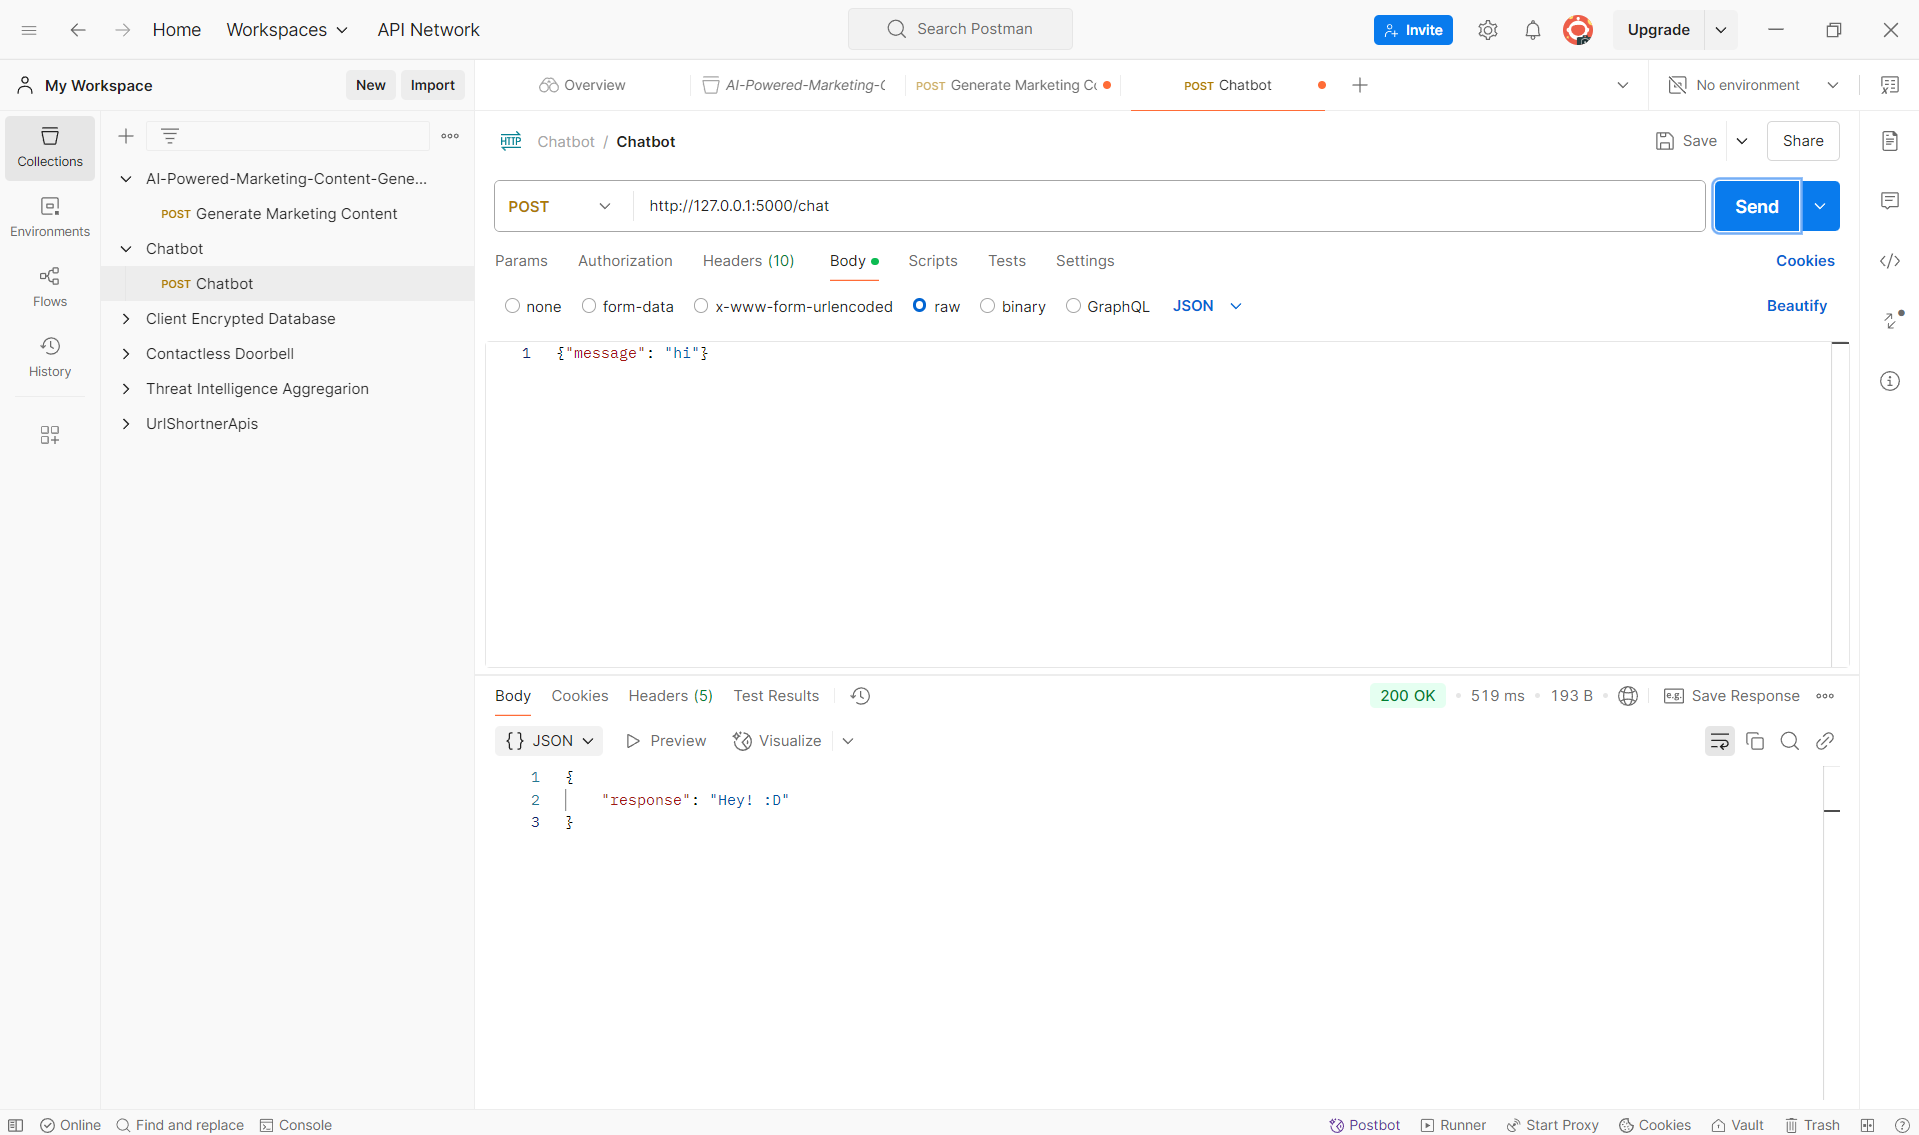 Home Workspaces API Network Search Postman Invite Upgrade
My Workspace New Import Overview AI-Powered-Marketing-C POST Generate Marketing Cc POST Chatbot No environment
Collections
Environments
Flows
History
AI-Powered-Marketing-Content-Gene...
POST Generate Marketing Content
Chatbot
POST Chatbot
Client Encrypted Database
Contactless Doorbell
Threat Intelligence Aggregarion
UrlShortnerApis
HTTP Chatbot / Chatbot Save Share
POST http://127.0.0.1:5000/chat Send
Params Authorization Headers (10) Body Scripts Tests Settings Cookies
none form-data x-www-form-urlencoded raw binary GraphQL JSON Beautify
1 {"message": "hi"}
Body Cookies Headers (5) Test Results 200 OK 519 ms 193 B e.g. Save Response
{} JSON Preview Visualize
1 {
2 "response": "Hey! :D"
3 }
Online Find and replace Console Postbot Runner Start Proxy Cookies Vault Trash